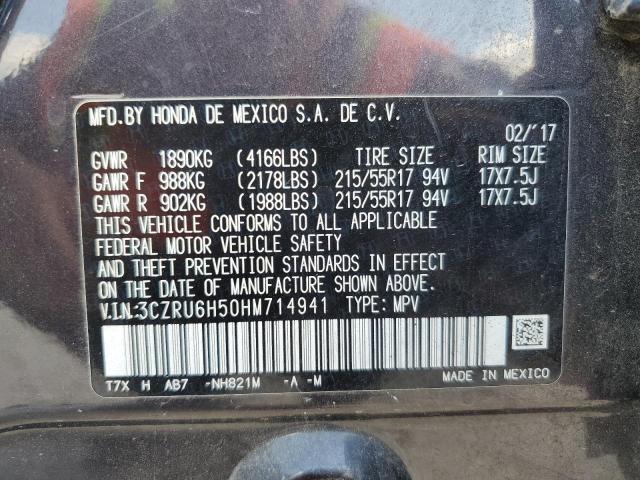 MFD.BY HONDA DE MEXICO S.A. DE C.V.
02/'17
GVWR 1890KG (4166LBS) TIRE SIZE RIM SIZE
GAWR F 988KG (2178LBS) 215/55R17 94V 17X7.5J
GAWR R 902KG (1988LBS) 215/55R17 94V 17X7.5J
THIS VEHICLE CONFORMS TO ALL APPLICABLE
FEDERAL MOTOR VEHICLE SAFETY
AND THEFT PREVENTION STANDARDS IN EFFECT
ON THE DATE OF MANUFACTURE SHOWN ABOVE.
V.I.N.:3CZRU6H50HM714941 TYPE: MPV
T7X H AB7 -NH821M -A -M
MADE IN MEXICO